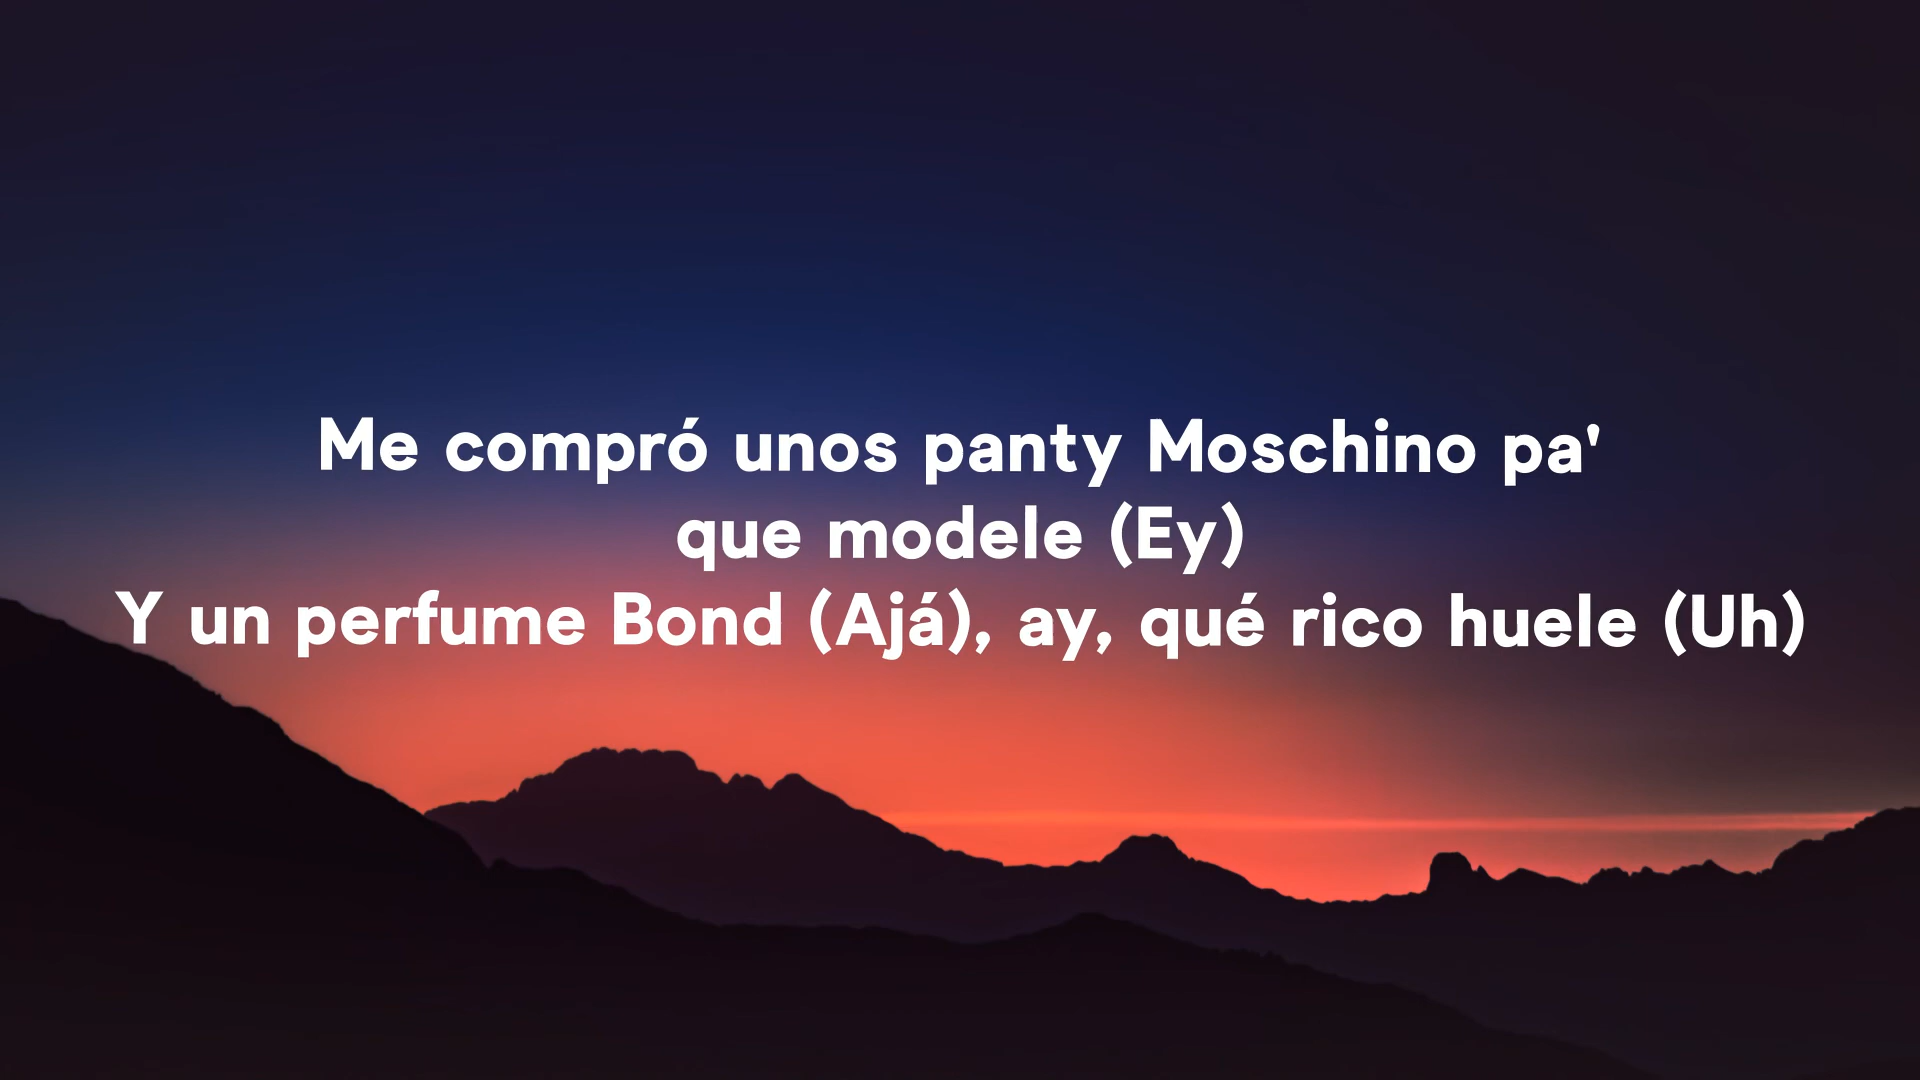 Me compró unos panty Moschino pa'
que modele (Ey)
Y un perfume Bond (Ajá), ay, qué rico huele (Uh)